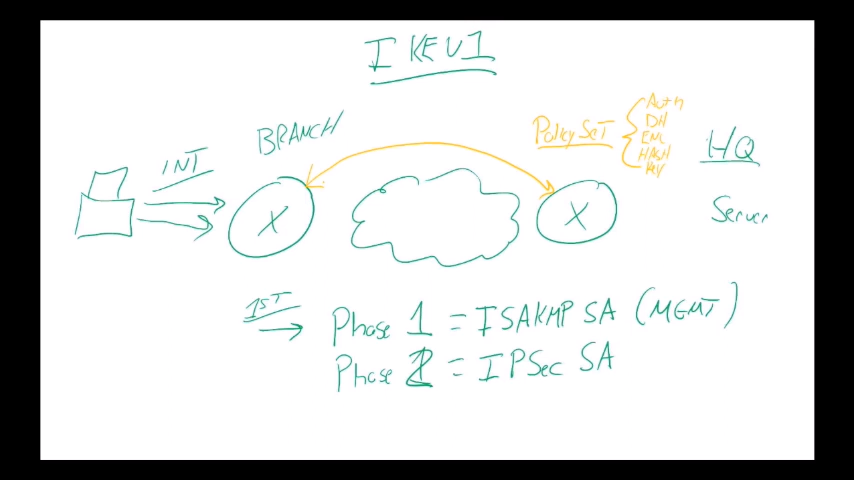 IKEV1
BRANCH
INT
Policy SET
Auth
DH
ENC
HASH
KEY
HQ
X
X
Server
1ST
Phase 1 = ISAKMP SA (MGMT)
Phase 2 = IPSec SA